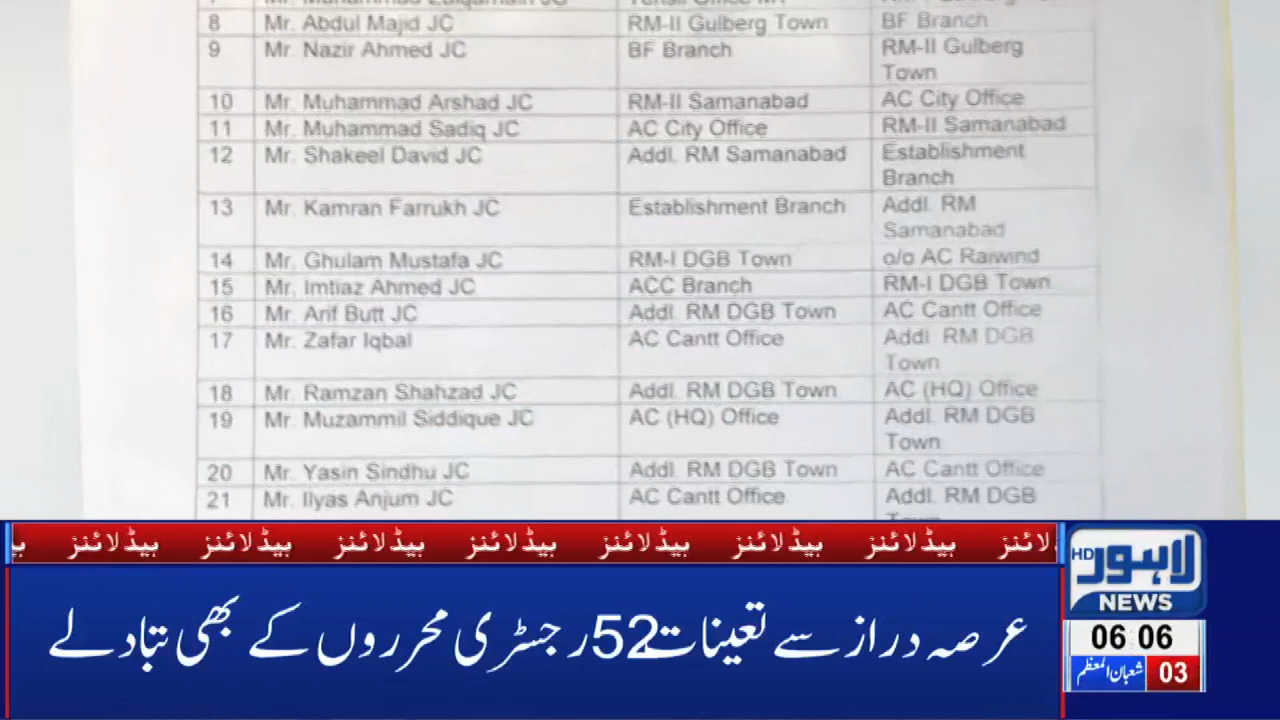 8 Mr. Abdul Majid JC RM-II Gulberg Town BF Branch
9 Mr. Nazir Ahmed JC BF Branch RM-II Gulberg
Town
10 Mr. Muhammad Arshad JC RM-II Samanabad AC City Office
11 Mr. Muhammad Sadiq JC AC City Office RM-II Samanabad
12 Mr. Shakeel David JC Addl. RM Samanabad Establishment
Branch
13 Mr. Kamran Farrukh JC Establishment Branch Addl. RM
Samanabad
14 Mr. Ghulam Mustafa JC RM-I DGB Town o/o AC Raiwind
15 Mr. Imtiaz Ahmed JC ACC Branch RM-I DGB Town
16 Mr. Arif Butt JC Addl. RM DGB Town AC Cantt Office
17 Mr. Zafar Iqbal AC Cantt Office Addl. RM DGB
Town
18 Mr. Ramzan Shahzad JC Addl. RM DGB Town AC (HQ) Office
19 Mr. Muzammil Siddique JC AC (HQ) Office Addl. RM DGB
Town
20 Mr. Yasin Sindhu JC Addl. RM DGB Town AC Cantt Office
21 Mr. Ilyas Anjum JC AC Cantt Office Addl. RM DGB
ہیڈلائنز ہیڈلائنز ہیڈلائنز ہیڈلائنز ہیڈلائنز ہیڈلائنز ہیڈلائنز
عرصہ دراز سے تعینات 52 رجسٹری محرروں کے بھی تبادلے
لاہور HD
NEWS
06:06
03 شعبان المعظم